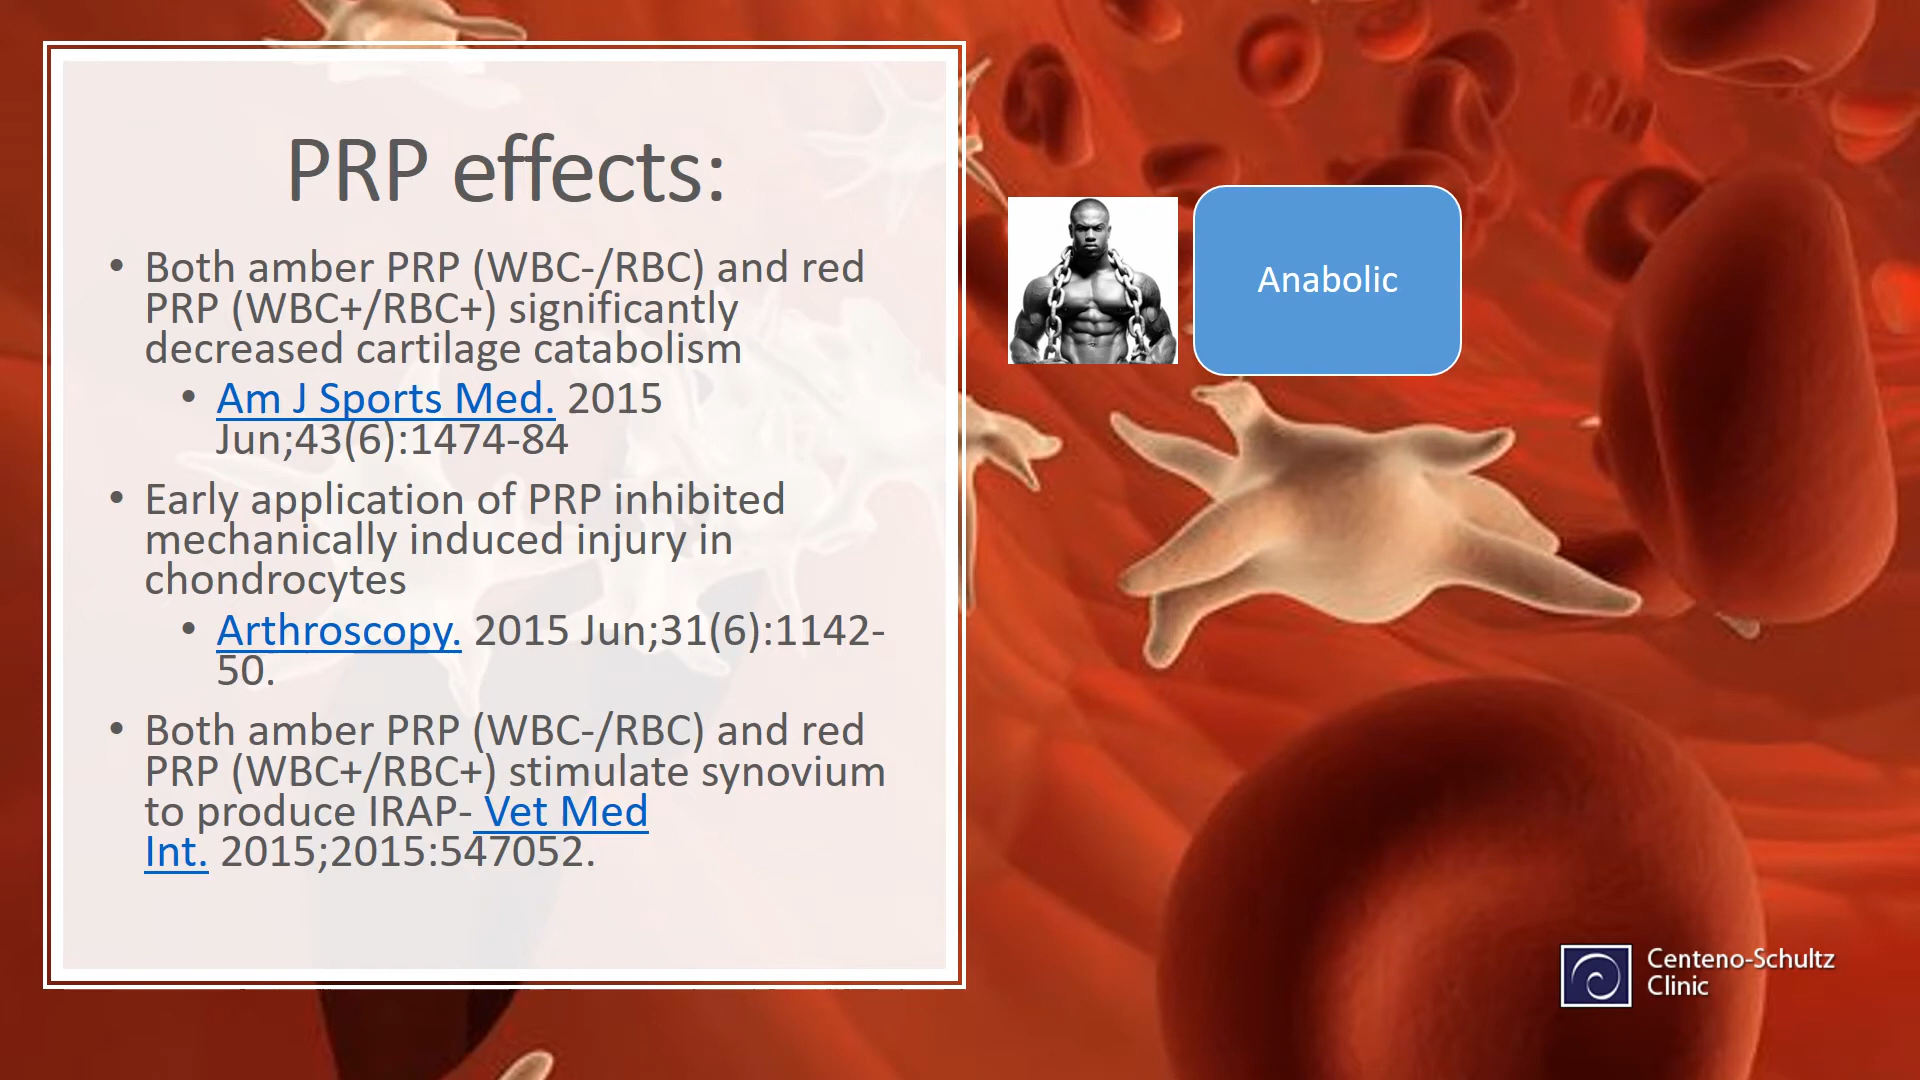 PRP effects:
• Both amber PRP (WBC-/RBC) and red
PRP (WBC+/RBC+) significantly
decreased cartilage catabolism
• Am J Sports Med. 2015
Jun;43(6):1474-84
• Early application of PRP inhibited
mechanically induced injury in
chondrocytes
• Arthroscopy. 2015 Jun;31(6):1142-
50.
• Both amber PRP (WBC-/RBC) and red
PRP (WBC+/RBC+) stimulate synovium
to produce IRAP- Vet Med
Int. 2015;2015:547052.
Anabolic
Centeno-Schultz
Clinic